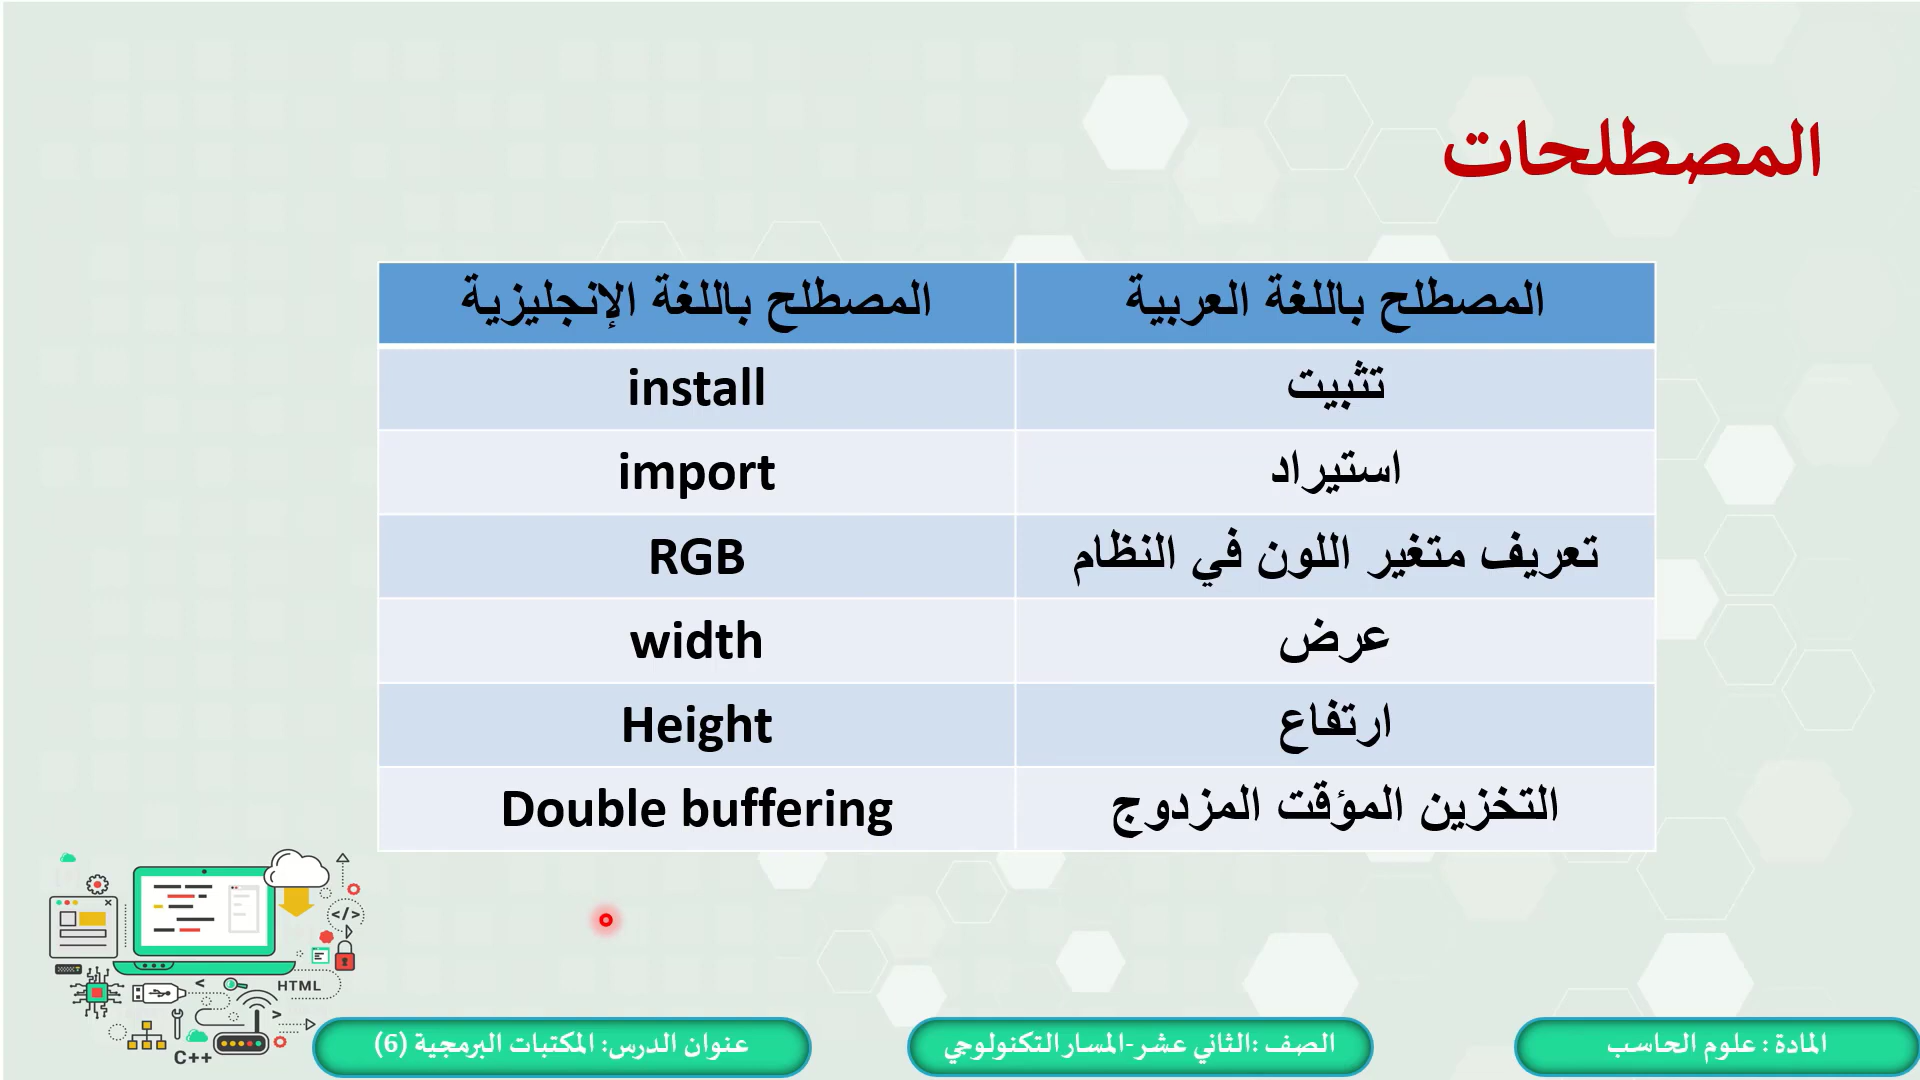 المصطلحات
المصطلح باللغة العربية	المصطلح باللغة الإنجليزية
تثبيت	install
استيراد	import
تعريف متغير اللون في النظام	RGB
عرض	width
ارتفاع	Height
التخزين المؤقت المزدوج	Double buffering
</>
HTML
C++
المادة : علوم الحاسب
الصف :الثاني عشر-المسار التكنولوجي
عنوان الدرس: المكتبات البرمجية (6)